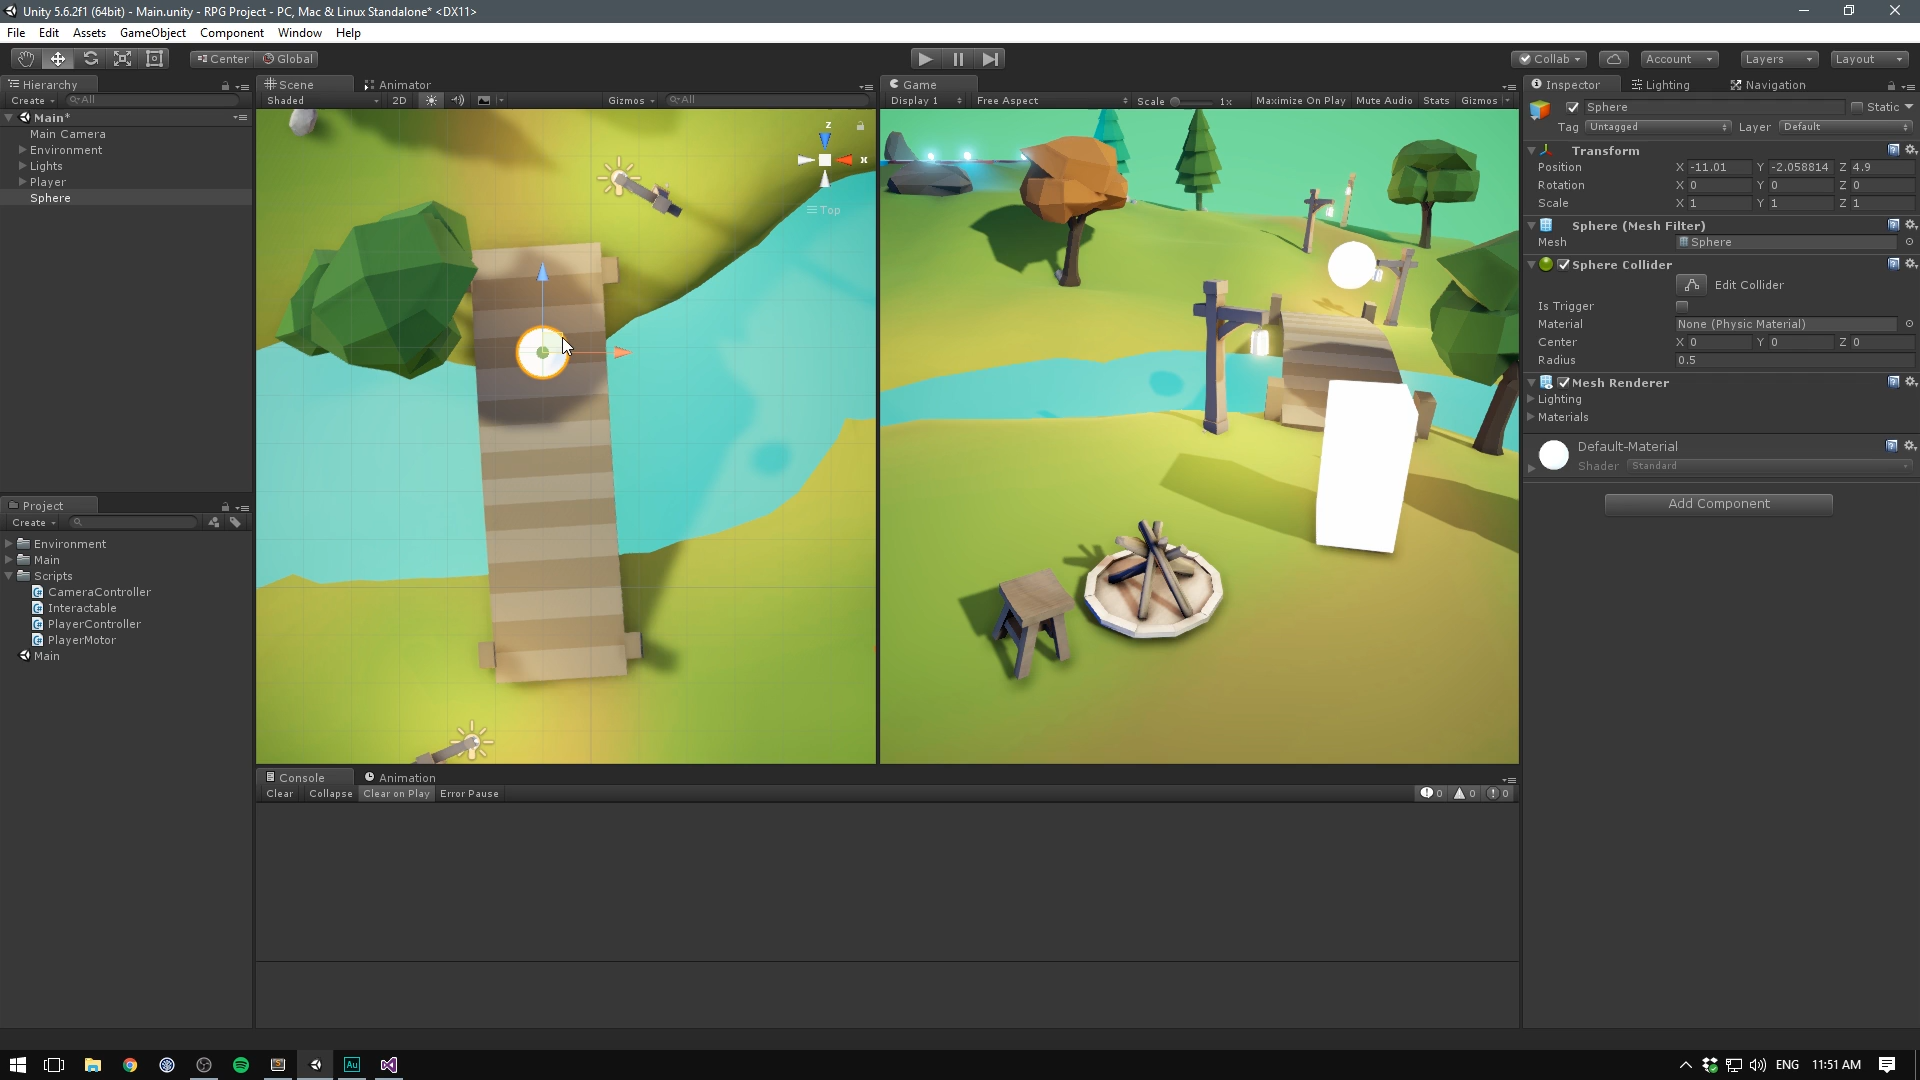 Unity 5.6.2f1 (64bit) - Main.unity - RPG Project - PC, Mac & Linux Standalone* <DX11>
File Edit Assets GameObject Component Window Help
Center Global
Collab Account Layers Layout
Hierarchy
Create All
Main*
Main Camera
Environment
Lights
Player
Sphere
Project
Create
Environment
Main
Scripts
CameraController
Interactable
PlayerController
PlayerMotor
Main
Scene Animator
Shaded 2D Gizmos All
z
x
Top
Game
Display 1 Free Aspect Scale 1x Maximize On Play Mute Audio Stats Gizmos
Console Animation
Clear Collapse Clear on Play Error Pause 0 0 0
Inspector Lighting Navigation
Sphere Static
Tag Untagged Layer Default
Transform
Position X -11.01 Y -2.058814 Z 4.9
Rotation X 0 Y 0 Z 0
Scale X 1 Y 1 Z 1
Sphere (Mesh Filter)
Mesh Sphere
Sphere Collider
Edit Collider
Is Trigger
Material None (Physic Material)
Center X 0 Y 0 Z 0
Radius 0.5
Mesh Renderer
Lighting
Materials
Default-Material
Shader Standard
Add Component
Au
ENG 11:51 AM